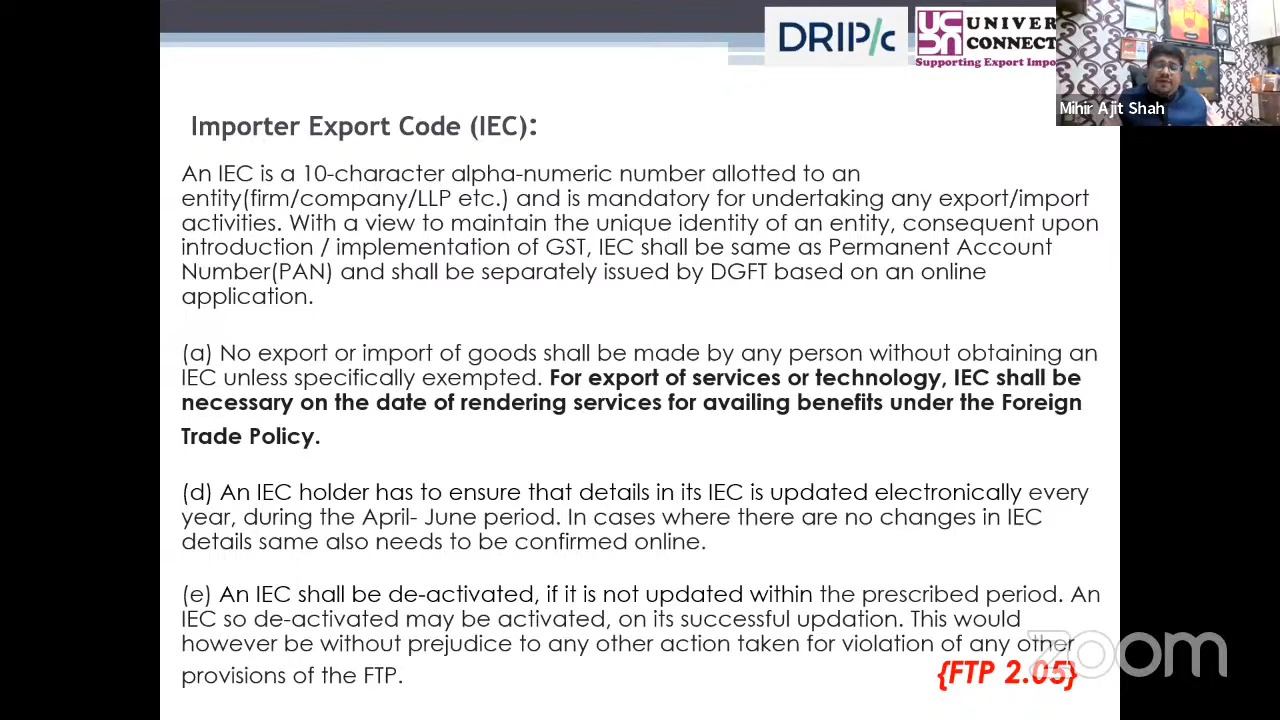 DRIP/c
UNIVER
CONNECT
Supporting Export Impo
Mihir Ajit Shah
Importer Export Code (IEC):
An IEC is a 10-character alpha-numeric number allotted to an
entity(firm/company/LLP etc.) and is mandatory for undertaking any export/import
activities. With a view to maintain the unique identity of an entity, consequent upon
introduction / implementation of GST, IEC shall be same as Permanent Account
Number(PAN) and shall be separately issued by DGFT based on an online
application.
(a) No export or import of goods shall be made by any person without obtaining an
IEC unless specifically exempted. For export of services or technology, IEC shall be
necessary on the date of rendering services for availing benefits under the Foreign
Trade Policy.
(d) An IEC holder has to ensure that details in its IEC is updated electronically every
year, during the April- June period. In cases where there are no changes in IEC
details same also needs to be confirmed online.
(e) An IEC shall be de-activated, if it is not updated within the prescribed period. An
IEC so de-activated may be activated, on its successful updation. This would
however be without prejudice to any other action taken for violation of any other
provisions of the FTP.
{FTP 2.05}
zoom